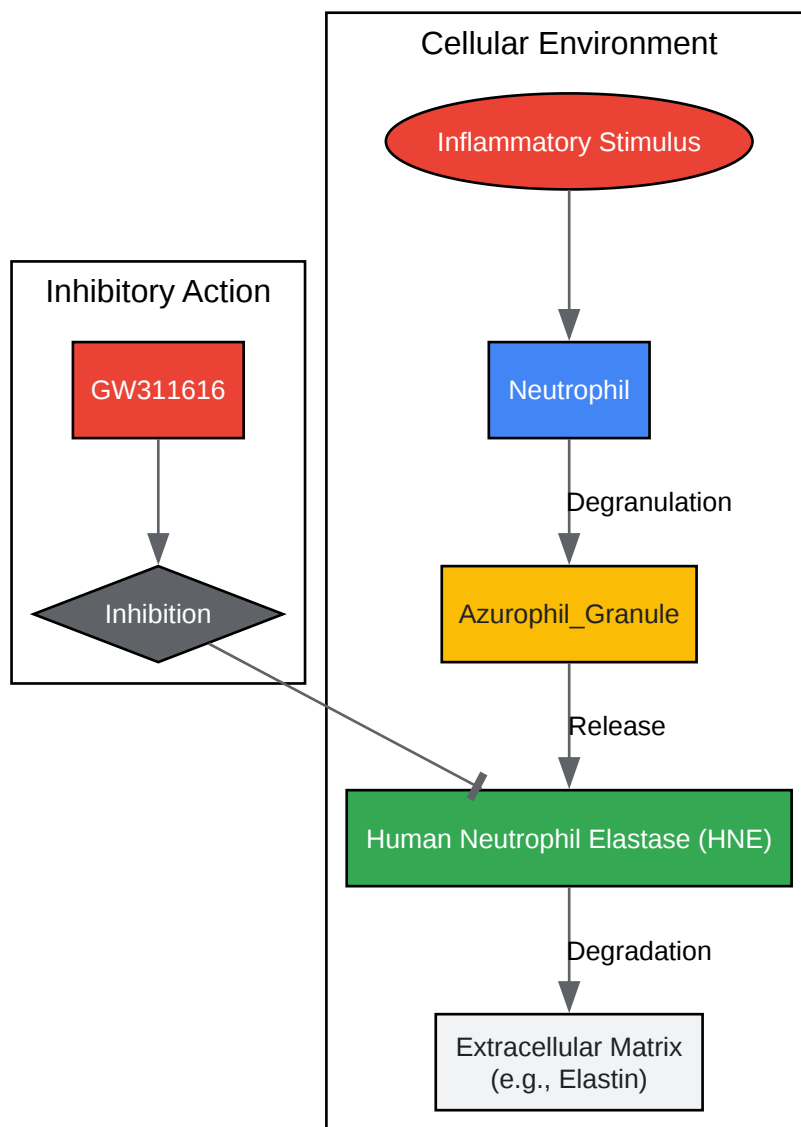 Cellular Environment
Inflammatory Stimulus
Inhibitory Action
GW311616
Neutrophil
Degranulation
Inhibition
Azurophil_Granule
Release
Human Neutrophil Elastase (HNE)
Degradation
Extracellular Matrix
(e.g., Elastin)